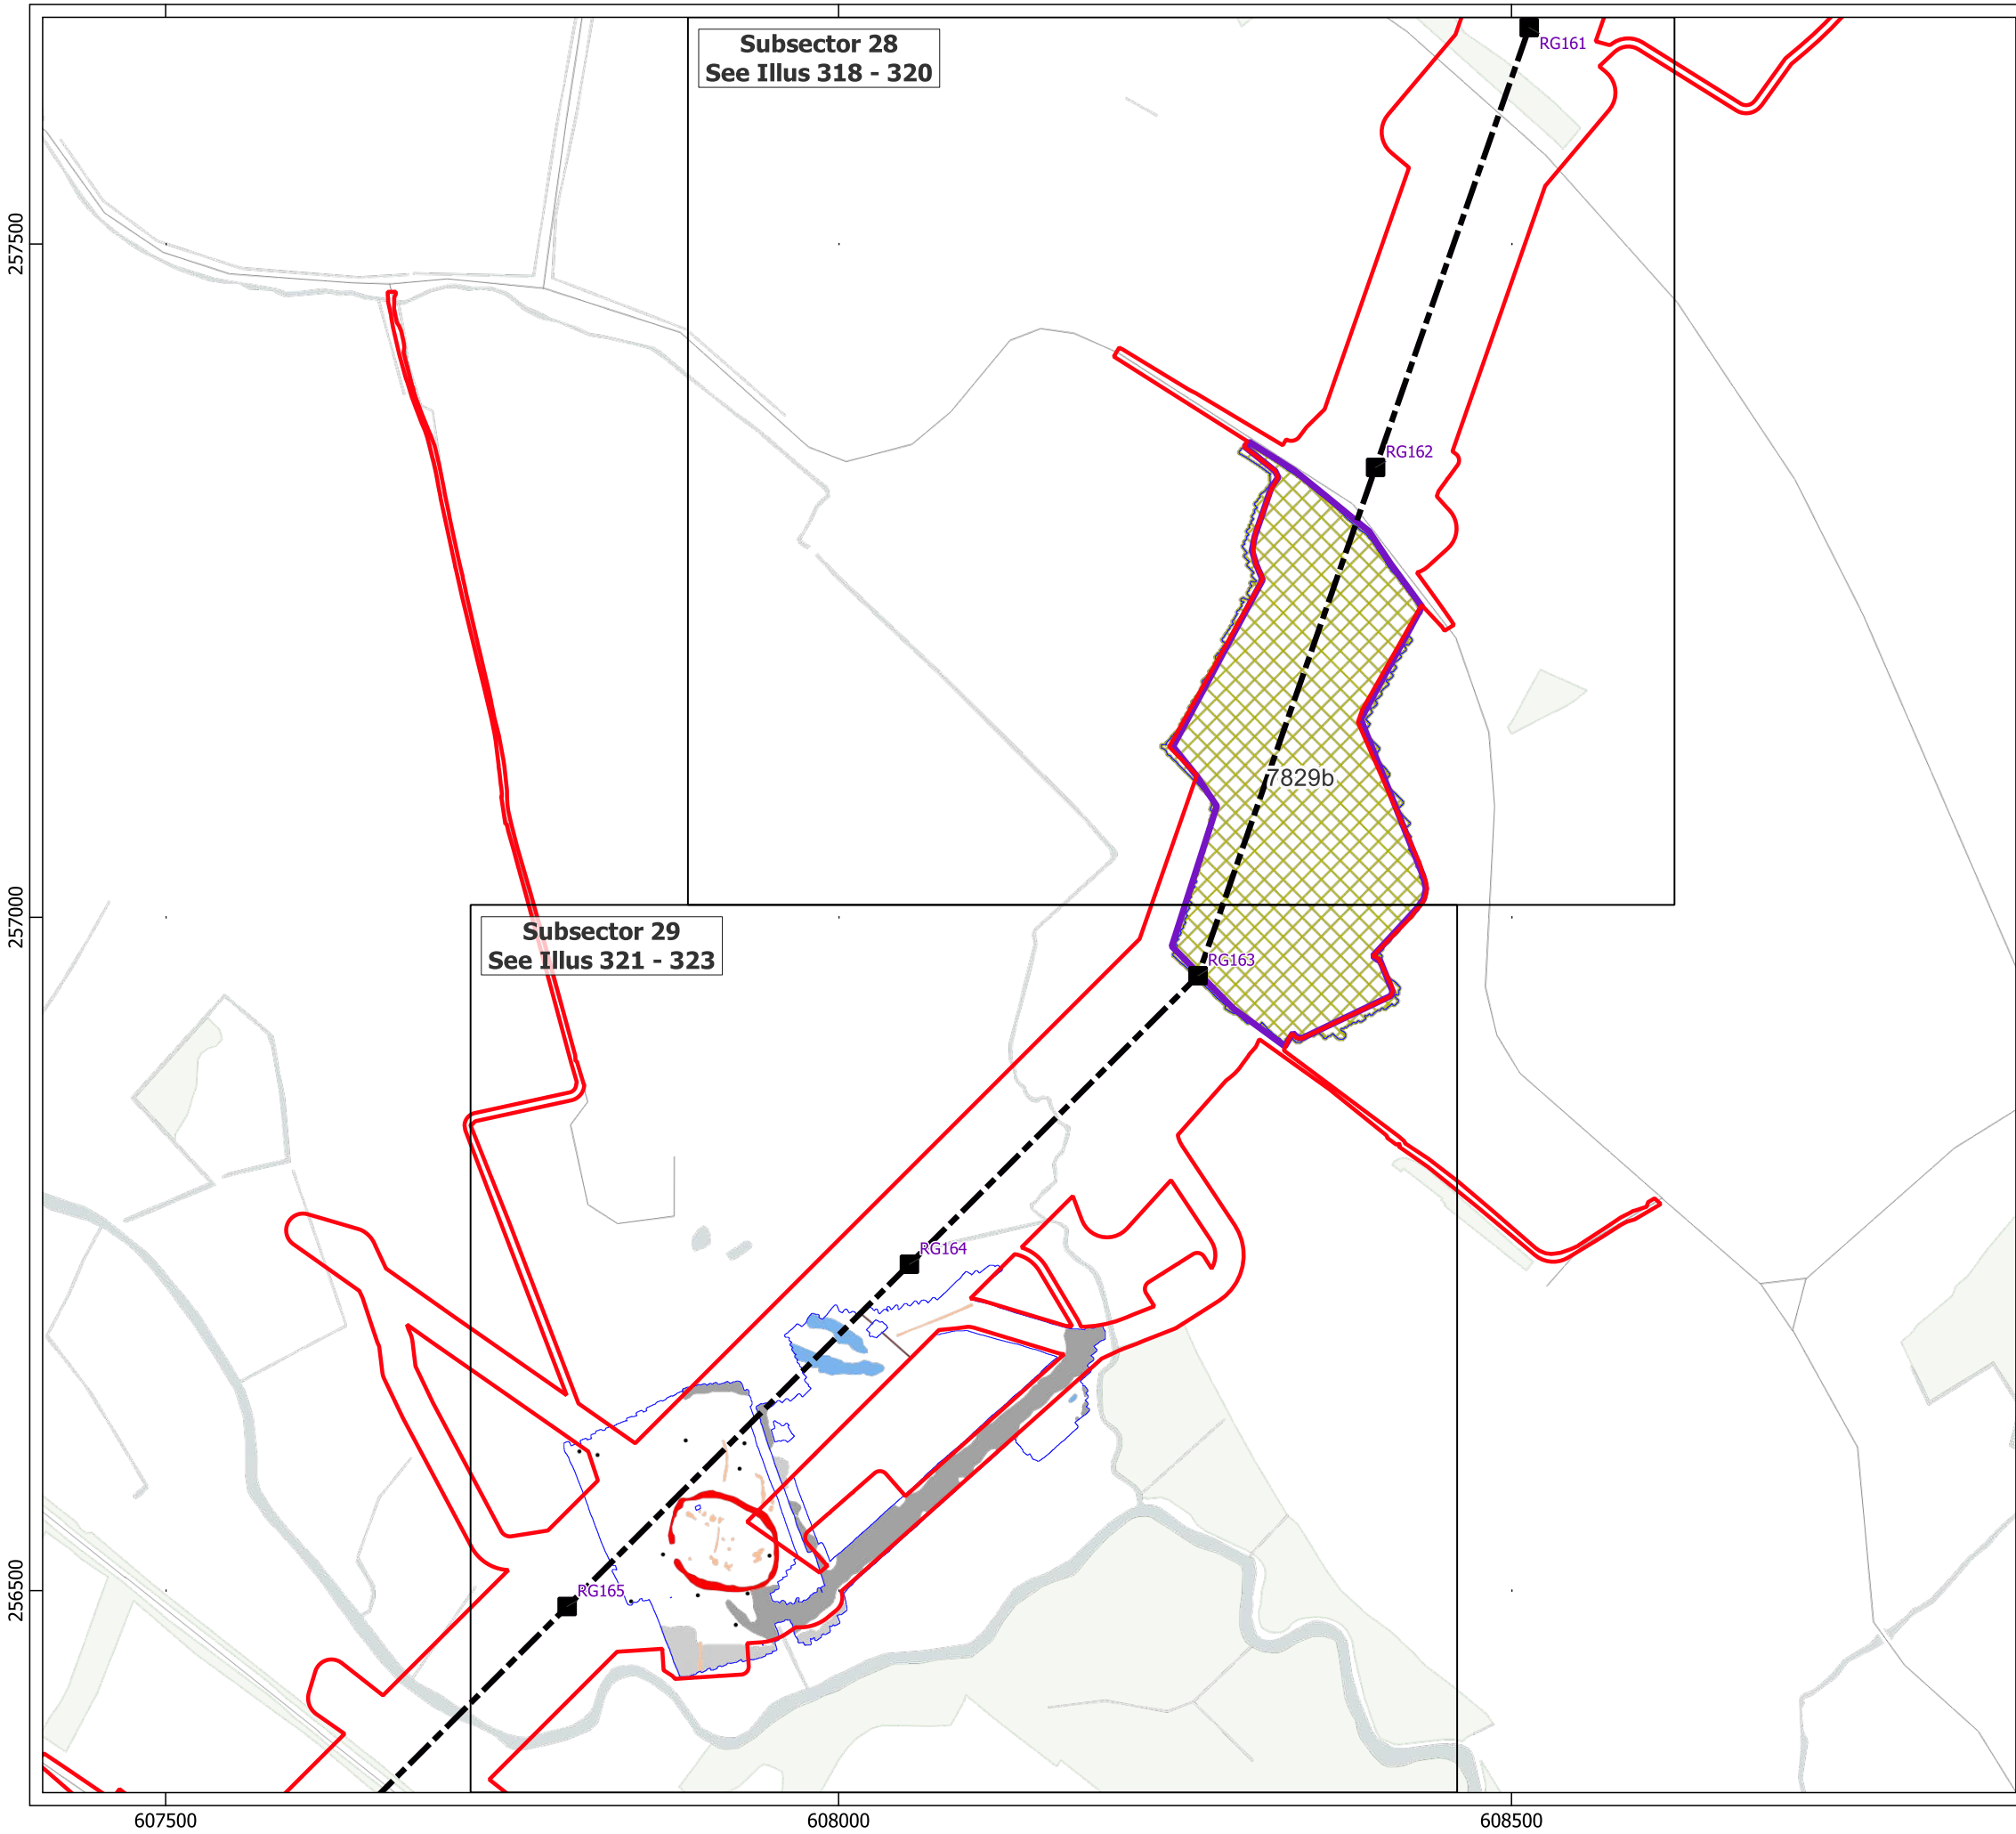 Subsector 28
See Illus 318 - 320
RG161
257500
RG162
7829b
257000
Subsector 29
See Illus 321 - 323
RG163
RG164
256500
RG165
607500
608000
608500